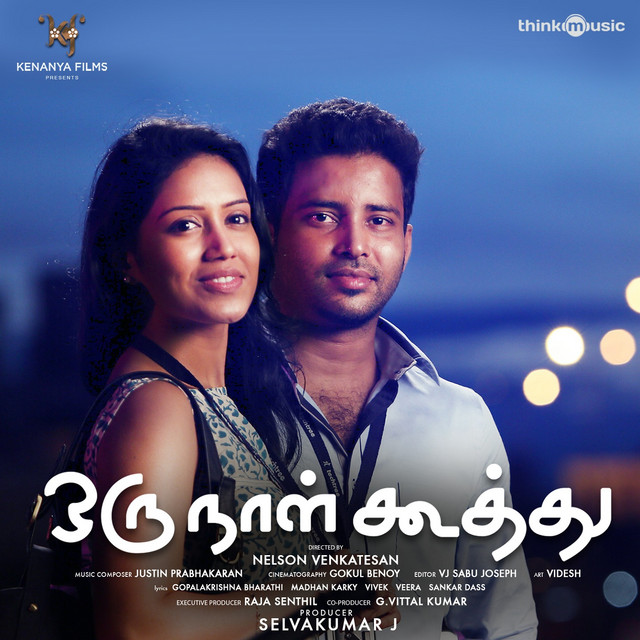 think music
KENANYA FILMS
PRESENTS
ஒரு நாள் கூத்து
DIRECTED BY
NELSON VENKATESAN
MUSIC COMPOSER JUSTIN PRABHAKARAN CINEMATOGRAPHY GOKUL BENOY EDITOR VJ SABU JOSEPH ART VIDESH
lyrics GOPALAKRISHNA BHARATHI MADHAN KARKY VIVEK VEERA SANKAR DASS
EXECUTIVE PRODUCER RAJA SENTHIL CO-PRODUCER G.VITTAL KUMAR
PRODUCER
SELVAKUMAR J